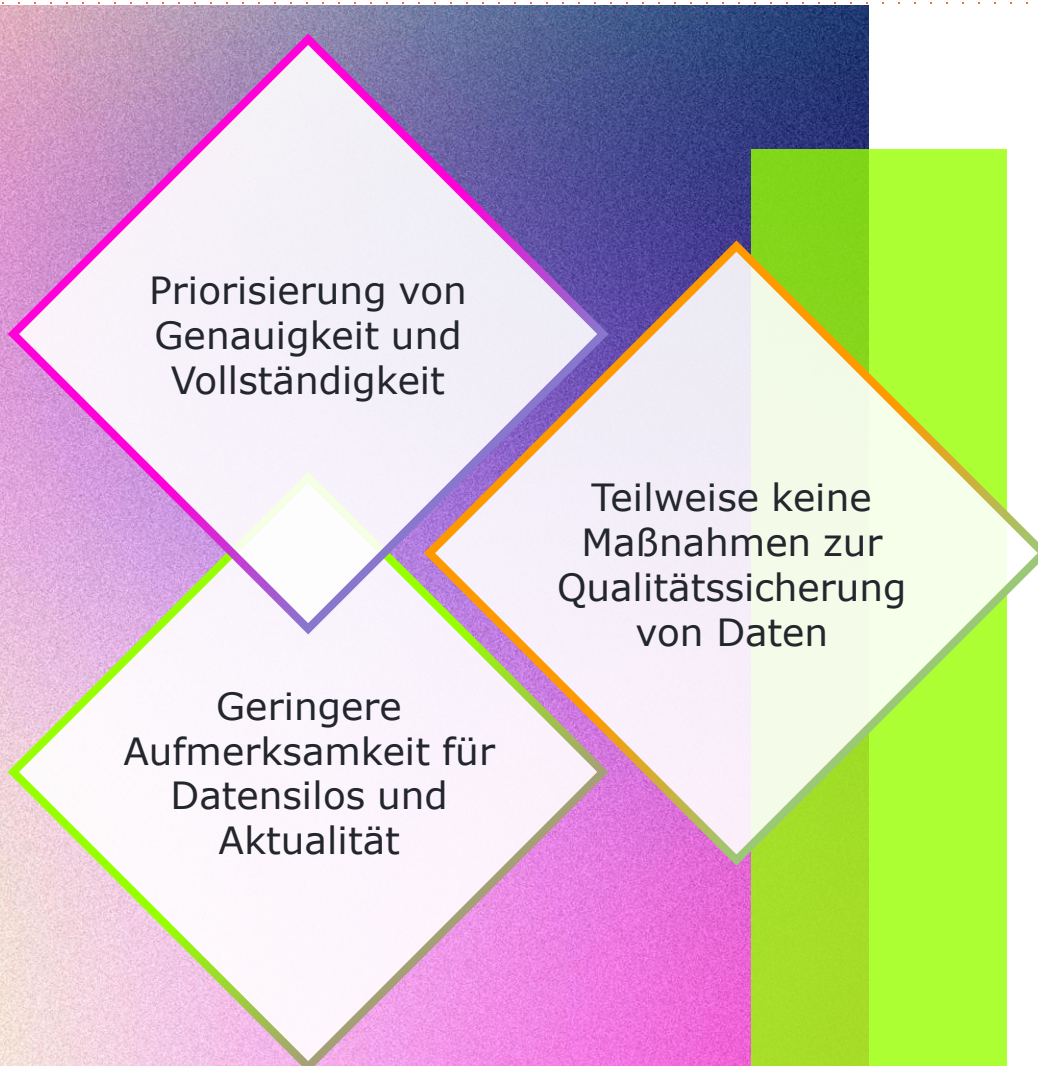 Priorisierung von
Genauigkeit und
Vollständigkeit
Teilweise keine
Maßnahmen zur
Qualitätssicherung
von Daten
Geringere
Aufmerksamkeit für
Datensilos und
Aktualität